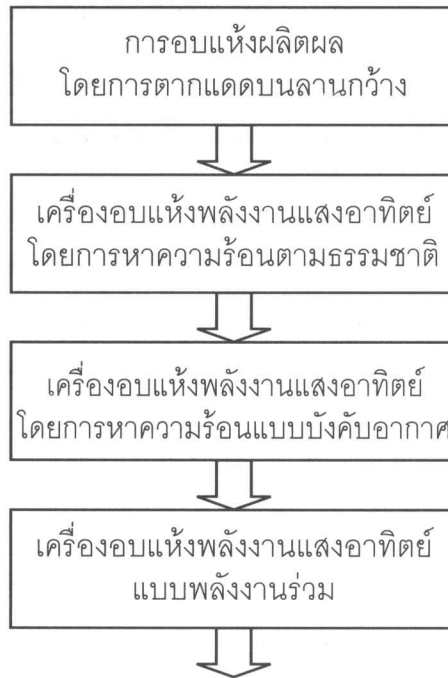 การอบแห้งผลิตผล
โดยการตากแดดบนลานกว้าง
เครื่องอบแห้งพลังงานแสงอาทิตย์
โดยการหาความร้อนตามธรรมชาติ
เครื่องอบแห้งพลังงานแสงอาทิตย์
โดยการหาความร้อนแบบบังคับอากาศ
เครื่องอบแห้งพลังงานแสงอาทิตย์
แบบพลังงานร่วม